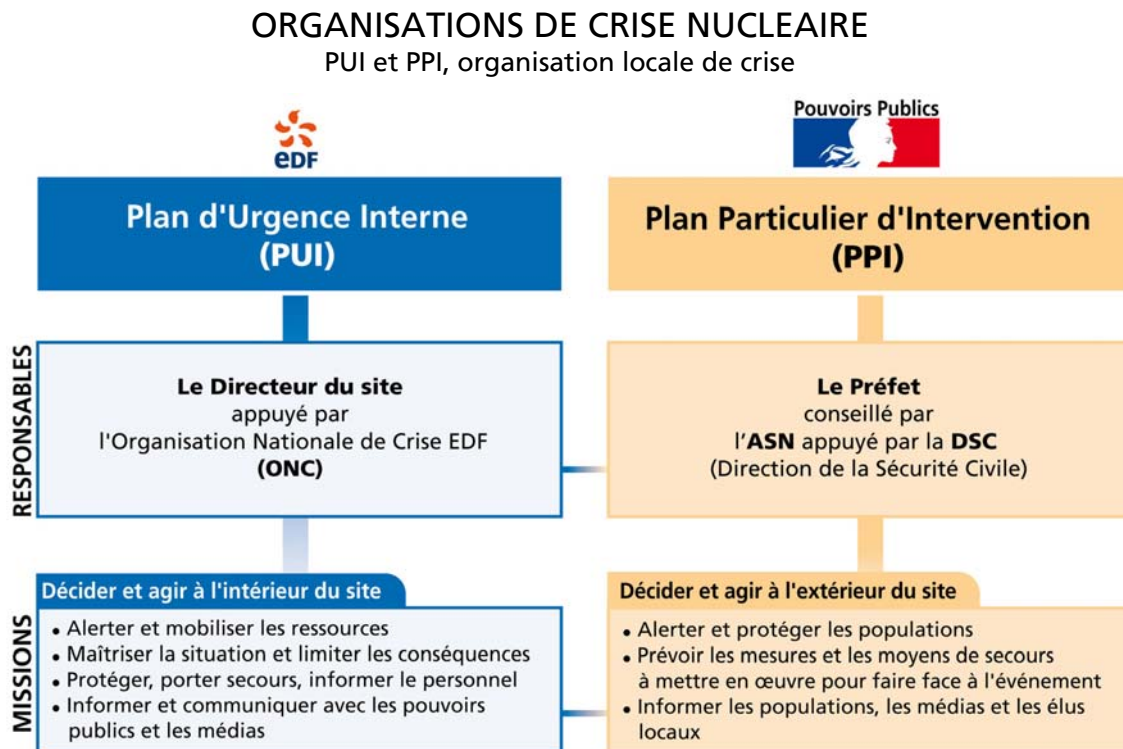 ORGANISATIONS DE CRISE NUCLEAIRE
PUI et PPI, organisation locale de crise
eDF
Plan d'Urgence Interne
(PUI)
Pouvoirs Publics
Plan Particulier d'Intervention
(PPI)
RESPONSABLES
Le Directeur du site
appuyé par
l'Organisation Nationale de Crise EDF
(ONC)
Le Préfet
conseillé par
l'ASN appuyé par la DSC
(Direction de la Sécurité Civile)
MISSIONS
Décider et agir à l'intérieur du site
• Alerter et mobiliser les ressources
• Maîtriser la situation et limiter les conséquences
• Protéger, porter secours, informer le personnel
• Informer et communiquer avec les pouvoirs
publics et les médias
Décider et agir à l'extérieur du site
• Alerter et protéger les populations
• Prévoir les mesures et les moyens de secours
à mettre en œuvre pour faire face à l'événement
• Informer les populations, les médias et les élus
locaux